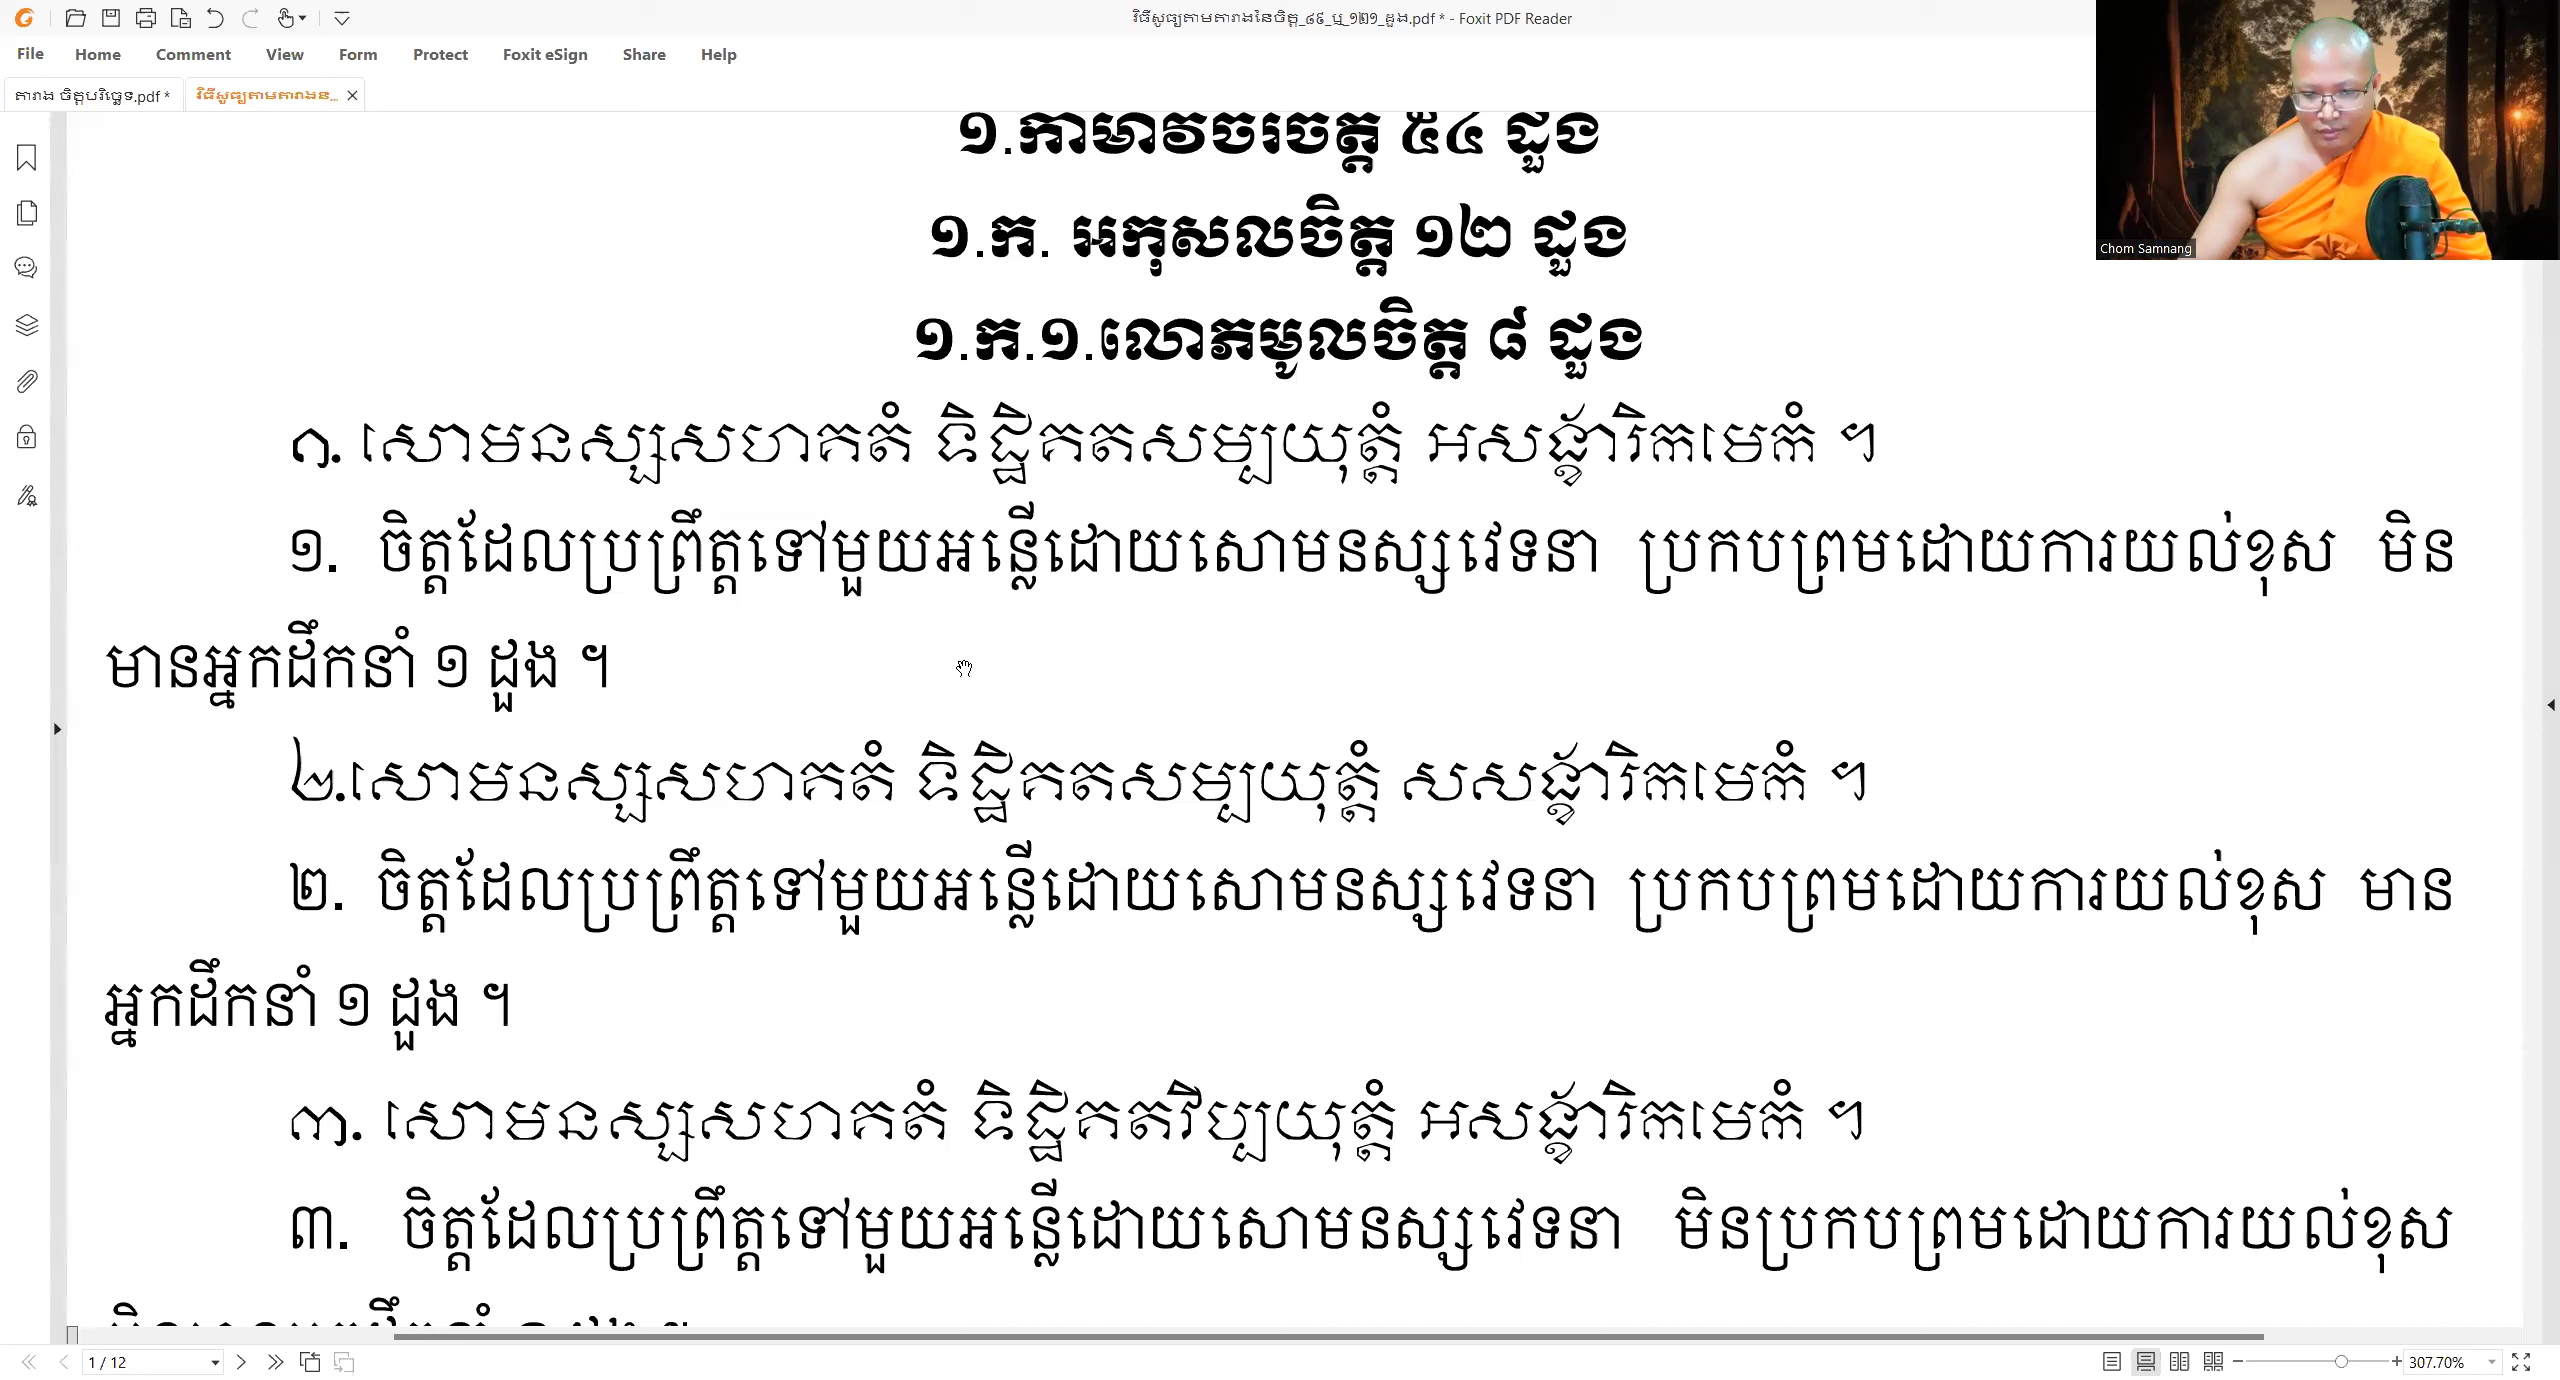 វិធីសូធ្យតាមតារាងនៃចិត្ត_៨៩_ឬ_១២១_ដួង.pdf * - Foxit PDF Reader
File Home Comment View Form Protect Foxit eSign Share Help
តារាង ចិត្តបរិច្ឆេទ.pdf * វិធីសូធ្យតាមតារាងន...
Chom Samnang
១.កាមាវចរចិត្ត ៥៤ ដួង
១.ក. អកុសលចិត្ត ១២ ដួង
១.ក.១.លោភមូលចិត្ត ៨ ដួង
១. សោមនស្សសហគតំ ទិដ្ឋិគតសម្បយុត្តំ អសង្ខារិកមេកំ ។
១. ចិត្តដែលប្រព្រឹត្តទៅមួយអន្លើដោយសោមនស្សវេទនា ប្រកបព្រមដោយការយល់ខុស មិន
មានអ្នកដឹកនាំ ១ ដួង ។
២.សោមនស្សសហគតំ ទិដ្ឋិគតសម្បយុត្តំ សសង្ខារិកមេកំ ។
២. ចិត្តដែលប្រព្រឹត្តទៅមួយអន្លើដោយសោមនស្សវេទនា ប្រកបព្រមដោយការយល់ខុស មាន
អ្នកដឹកនាំ ១ ដួង ។
៣. សោមនស្សសហគតំ ទិដ្ឋិគតវិប្បយុត្តំ អសង្ខារិកមេកំ ។
៣. ចិត្តដែលប្រព្រឹត្តទៅមួយអន្លើដោយសោមនស្សវេទនា មិនប្រកបព្រមដោយការយល់ខុស
1 / 12
307.70%